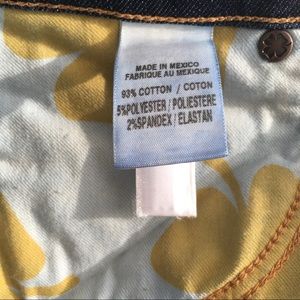 MADE IN MEXICO
FABRIQUE AU MEXIQUE
93% COTTON / COTON
5%POLYESTER / POLIESTERE
2%SPANDEX / ELASTAN